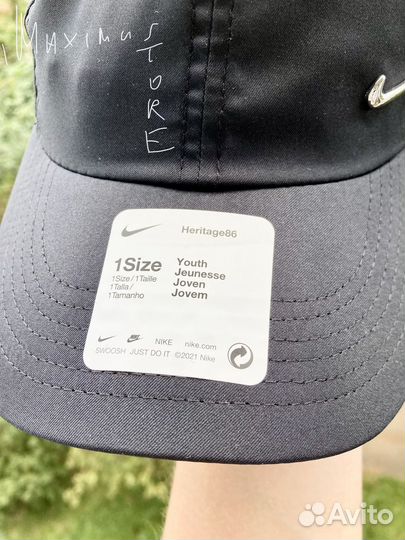 Maximus
STORE
Heritage86
1Size
1Size/1Taille
1Talla/
1Tamanho
Youth
Jeunesse
Joven
Jovem
NIKE
nike.com
SWOOSH JUST DO IT ©2021 Nike
Avito